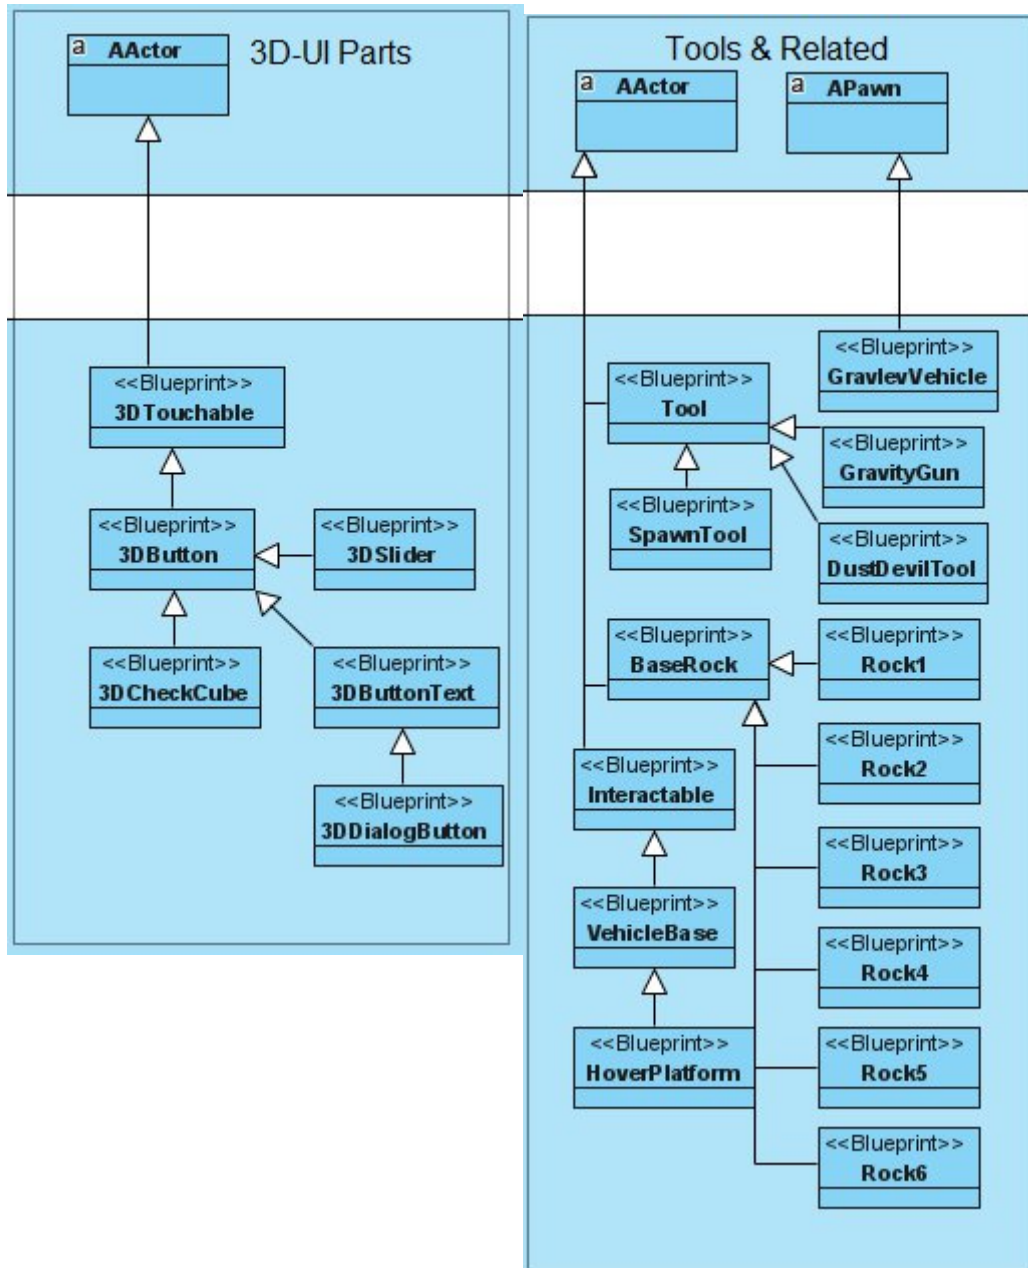 3D-UI Parts
a AActor
<<Blueprint>>
3DTouchable
<<Blueprint>>
3DButton
<<Blueprint>>
3DSlider
<<Blueprint>>
3DCheckCube
<<Blueprint>>
3DButtonText
<<Blueprint>>
3DDialogButton
Tools & Related
a AActor
a APawn
<<Blueprint>>
GravlevVehicle
<<Blueprint>>
Tool
<<Blueprint>>
GravityGun
<<Blueprint>>
SpawnTool
<<Blueprint>>
DustDevilTool
<<Blueprint>>
BaseRock
<<Blueprint>>
Rock1
<<Blueprint>>
Rock2
<<Blueprint>>
Interactable
<<Blueprint>>
Rock3
<<Blueprint>>
VehicleBase
<<Blueprint>>
Rock4
<<Blueprint>>
HoverPlatform
<<Blueprint>>
Rock5
<<Blueprint>>
Rock6